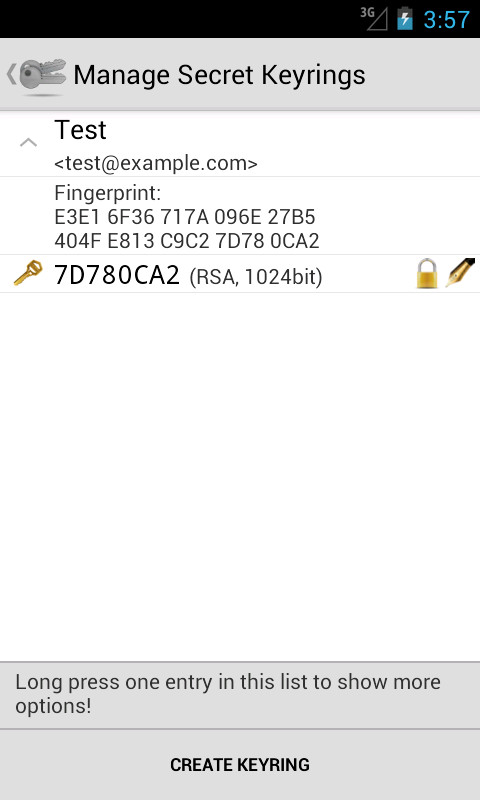 3G 3:57
Manage Secret Keyrings
Test
<test@example.com>
Fingerprint:
E3E1 6F36 717A 096E 27B5
404F E813 C9C2 7D78 0CA2
7D780CA2 (RSA, 1024bit)
Long press one entry in this list to show more
options!
CREATE KEYRING